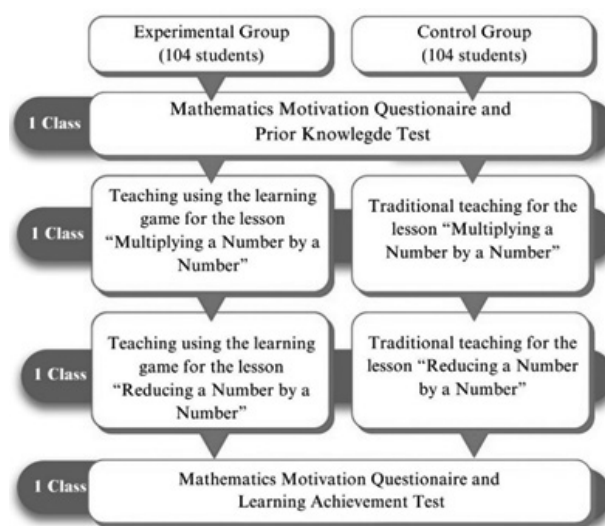 Experimental Group
(104 students)
Control Group
(104 students)
1 Class
Mathematics Motivation Questionaire and
Prior Knowlegde Test
1 Class
Teaching using the learning
game for the lesson
“Multiplying a Number by a
Number”
Traditional teaching for the
lesson “Multiplying a
Number by a Number”
1 Class
Teaching using the learning
game for the lesson
“Reducing a Number by a
Number”
Traditional teaching for the
lesson “Reducing a Number
by a Number”
1 Class
Mathematics Motivation Questionaire and
Learning Achievement Test